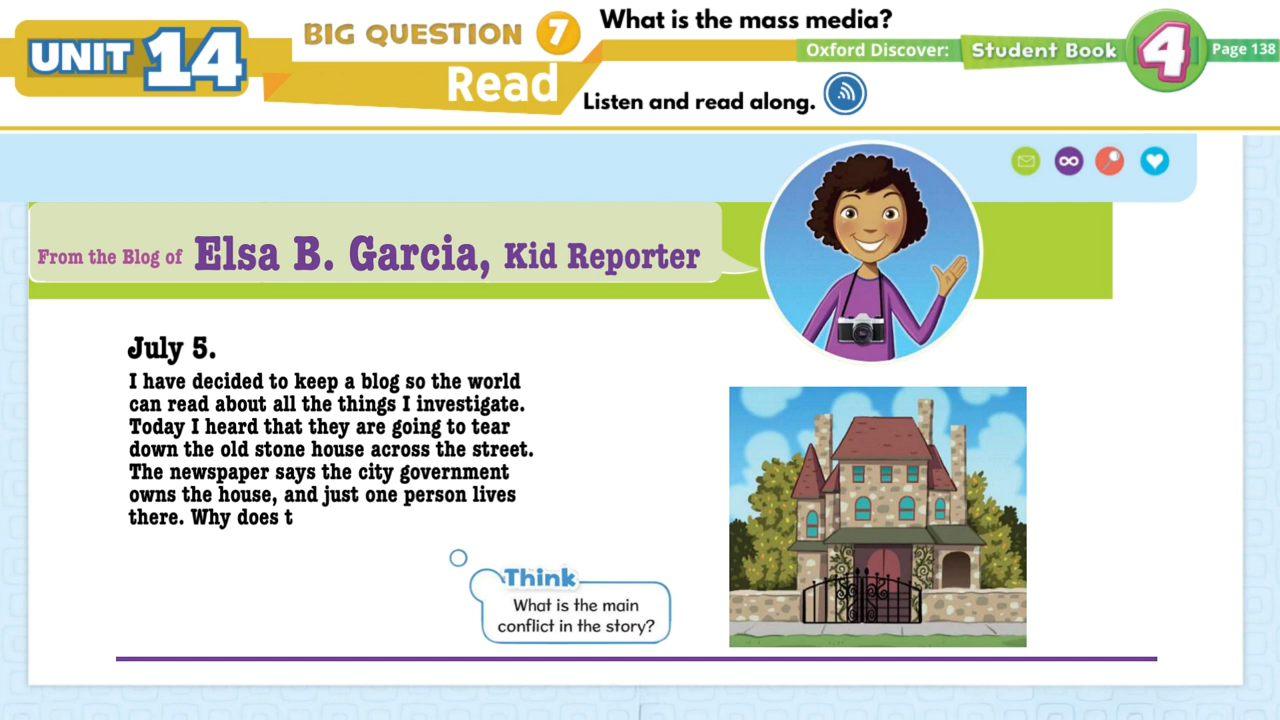 UNIT 14
BIG QUESTION 7
What is the mass media?
Oxford Discover: Student Book 4 Page 138
Read
Listen and read along.
From the Blog of Elsa B. Garcia, Kid Reporter
July 5.
I have decided to keep a blog so the world
can read about all the things I investigate.
Today I heard that they are going to tear
down the old stone house across the street.
The newspaper says the city government
owns the house, and just one person lives
there. Why does t
Think
What is the main
conflict in the story?